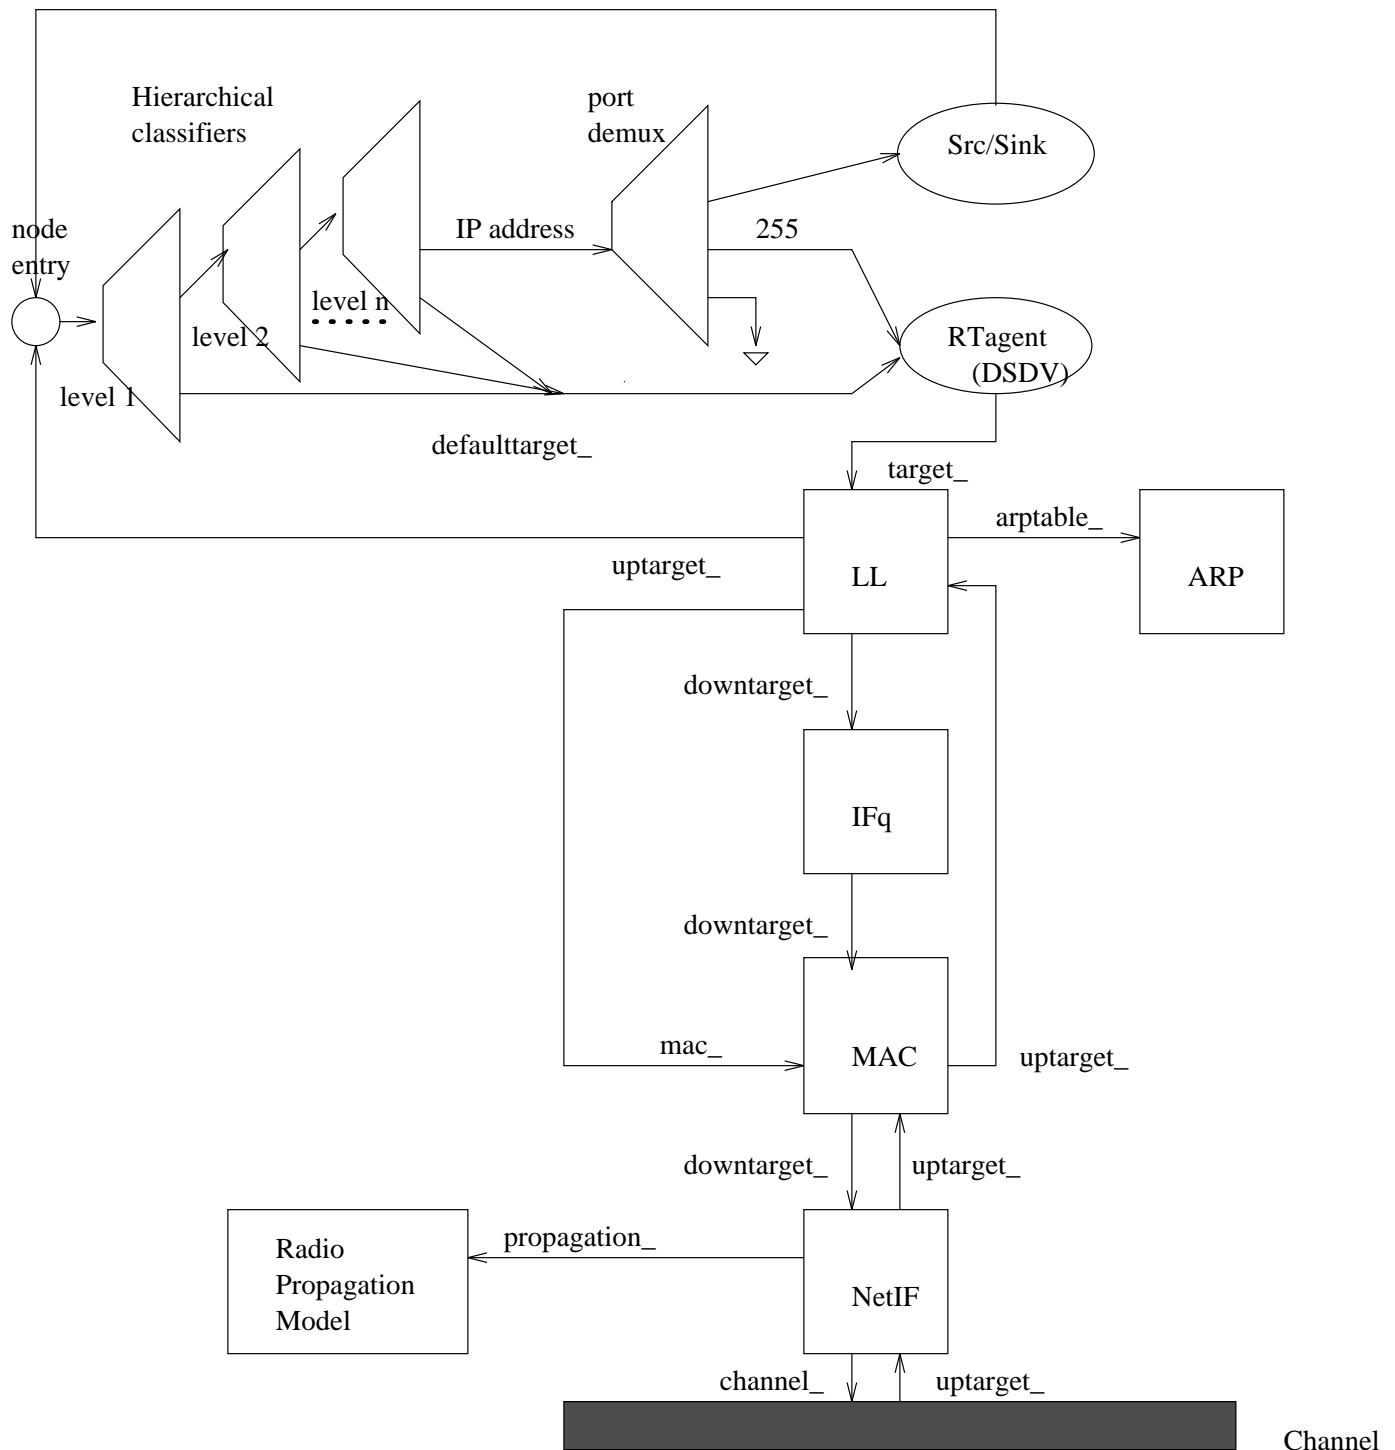 Hierarchical
classifiers
port
demux
Src/Sink
node
entry
IP address
255
level n
level 2
RTagent
(DSDV)
level 1
defaulttarget_
target_
arptable_
uptarget_
LL
ARP
downtarget_
IFq
downtarget_
mac_
MAC
uptarget_
downtarget_
uptarget_
propagation_
Radio
Propagation
Model
NetIF
channel_
uptarget_
Channel